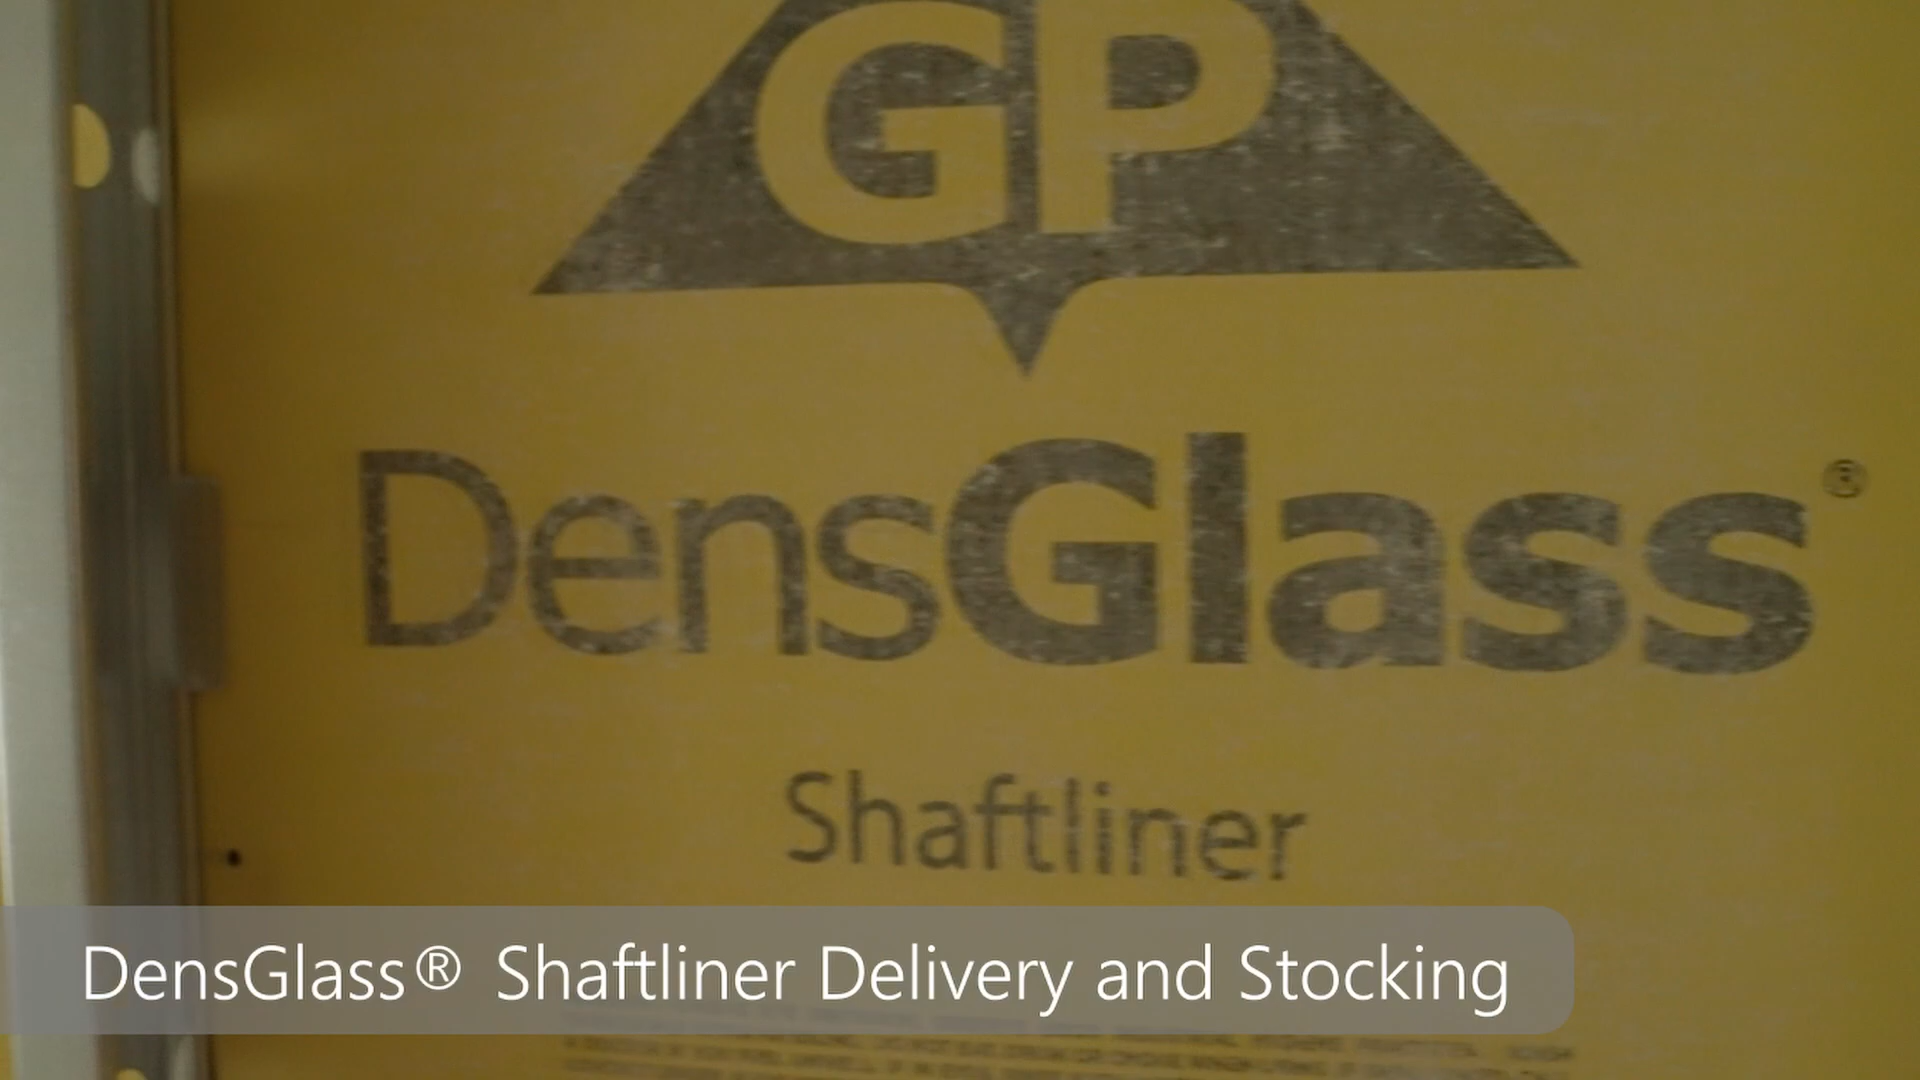 GP
DensGlass®
Shaftliner
DensGlass® Shaftliner Delivery and Stocking